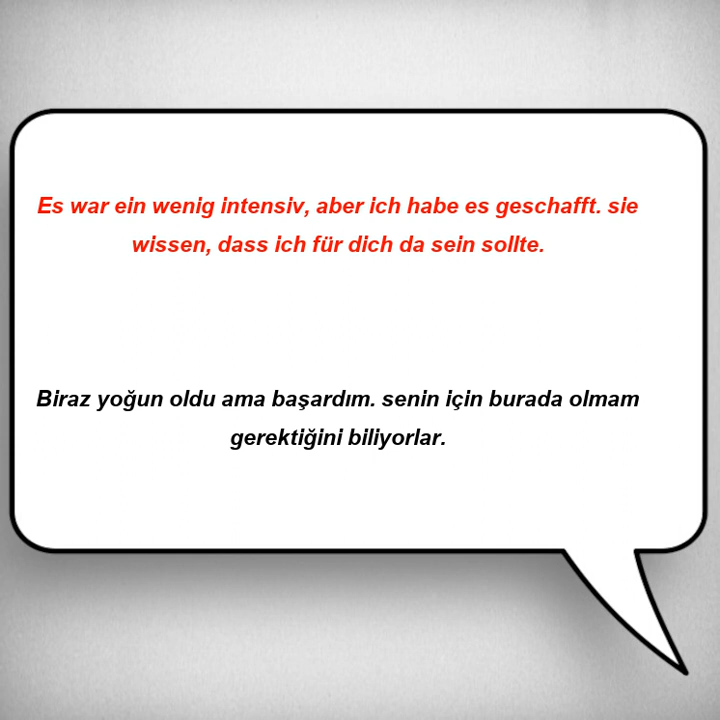 Es war ein wenig intensiv, aber ich habe es geschafft. sie
wissen, dass ich für dich da sein sollte.
Biraz yoğun oldu ama başardım. senin için burada olmam
gerektiğini biliyorlar.